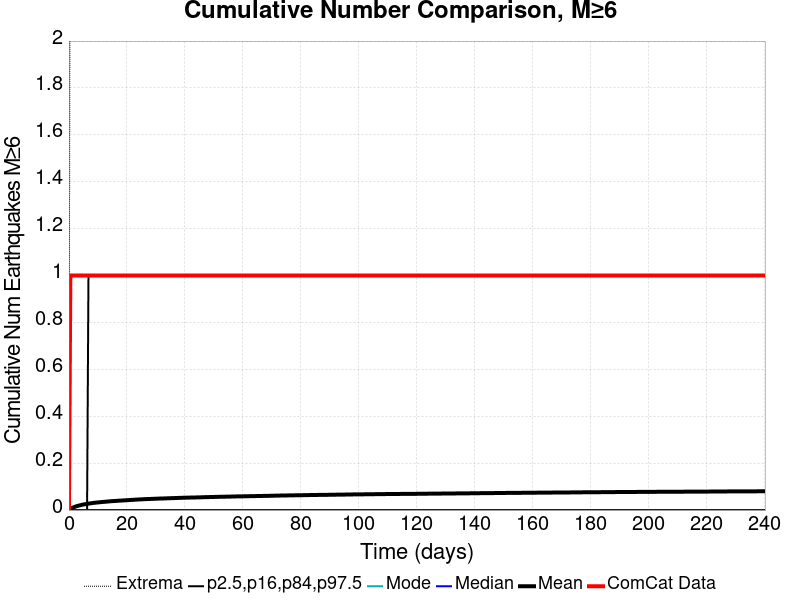 Cumulative Number Comparison, M≥6
Cumulative Num Earthquakes M≥6
2
1.8
1.6
1.4
1.2
1
0.8
0.6
0.4
0.2
0
0 20 40 60 80 100 120 140 160 180 200 220 240
Time (days)
Extrema p2.5,p16,p84,p97.5 Mode Median Mean ComCat Data